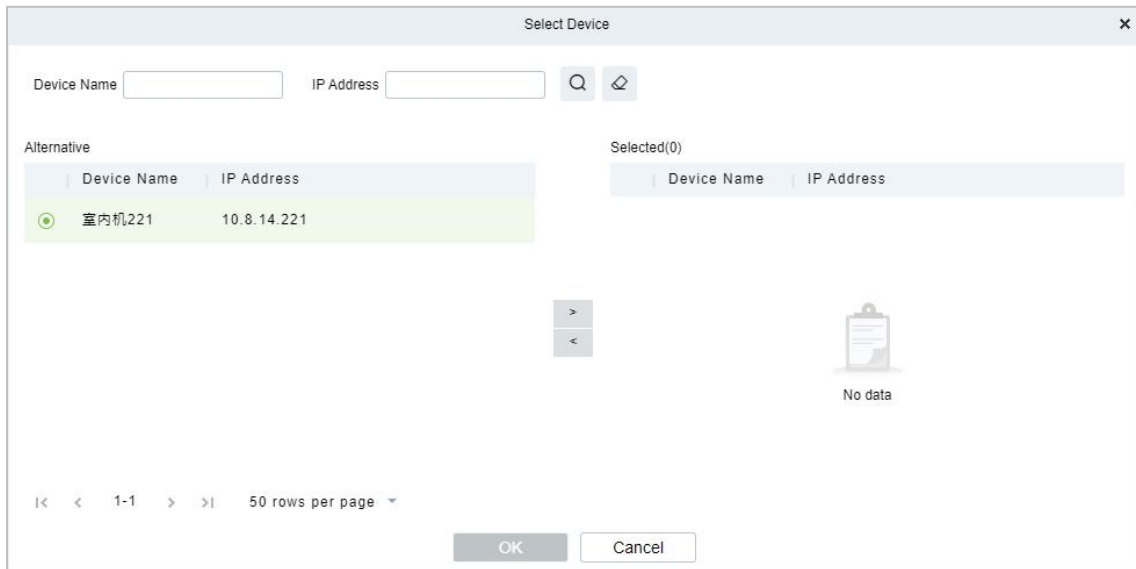 Select Device
Device Name IP Address
Alternative Selected(0)
Device Name IP Address Device Name IP Address
室内机221 10.8.14.221
>
<
No data
|< < 1-1 > >| 50 rows per page
OK Cancel